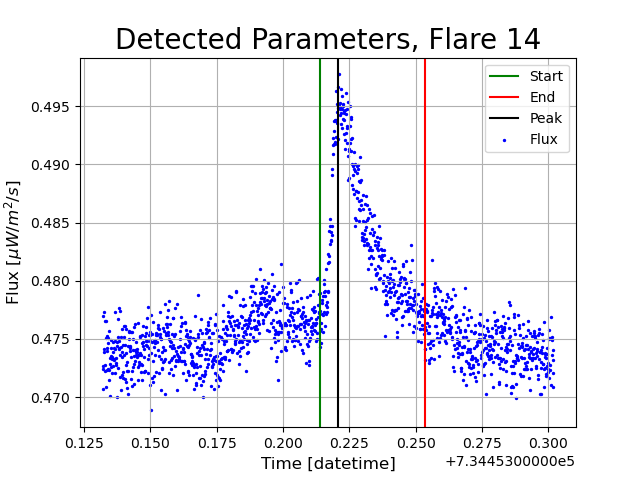 Detected Parameters, Flare 14
Start
End
Peak
Flux
Flux [μW/m²/s]
0.495
0.490
0.485
0.480
0.475
0.470
0.125 0.150 0.175 0.200 0.225 0.250 0.275 0.300
Time [datetime]
+7.3445300000e5